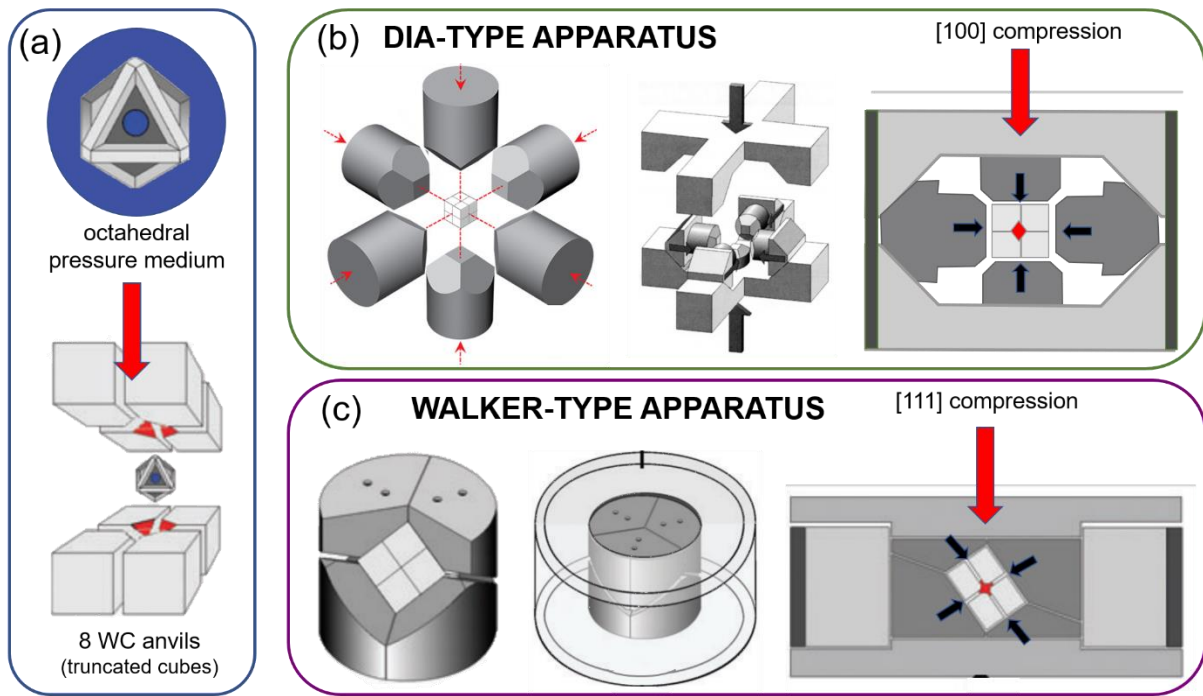 (a)
octahedral
pressure medium
8 WC anvils
(truncated cubes)
(b) DIA-TYPE APPARATUS
[100] compression
(c) WALKER-TYPE APPARATUS
[111] compression